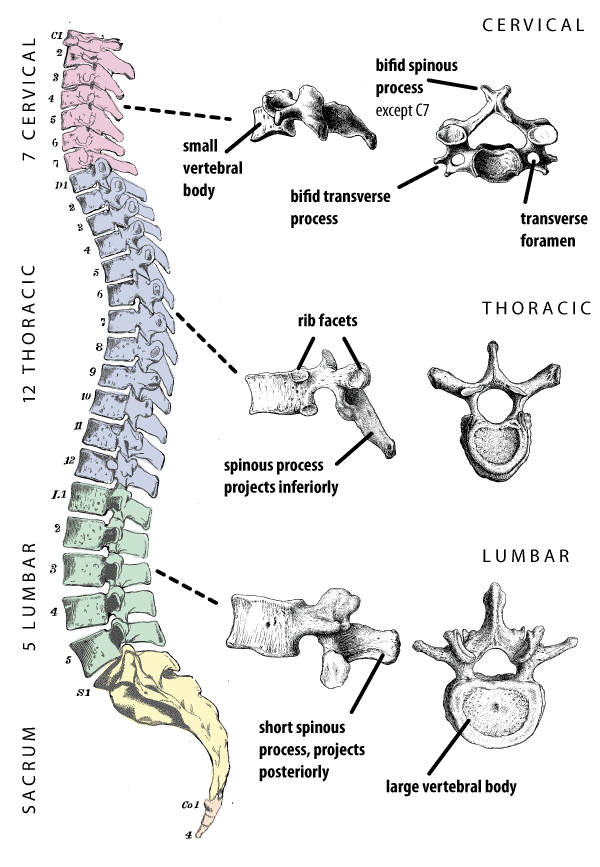 7 CERVICAL
C1
2
3
4
5
6
7
CERVICAL
bifid spinous
process
except C7
small
vertebral
body
bifid transverse
process
transverse
foramen
12 THORACIC
D1
2
3
4
5
6
7
8
9
10
11
12
THORACIC
rib facets
spinous process
projects inferiorly
5 LUMBAR
L1
2
3
4
5
LUMBAR
short spinous
process, projects
posteriorly
large vertebral body
SACRUM
S1
Co1
4